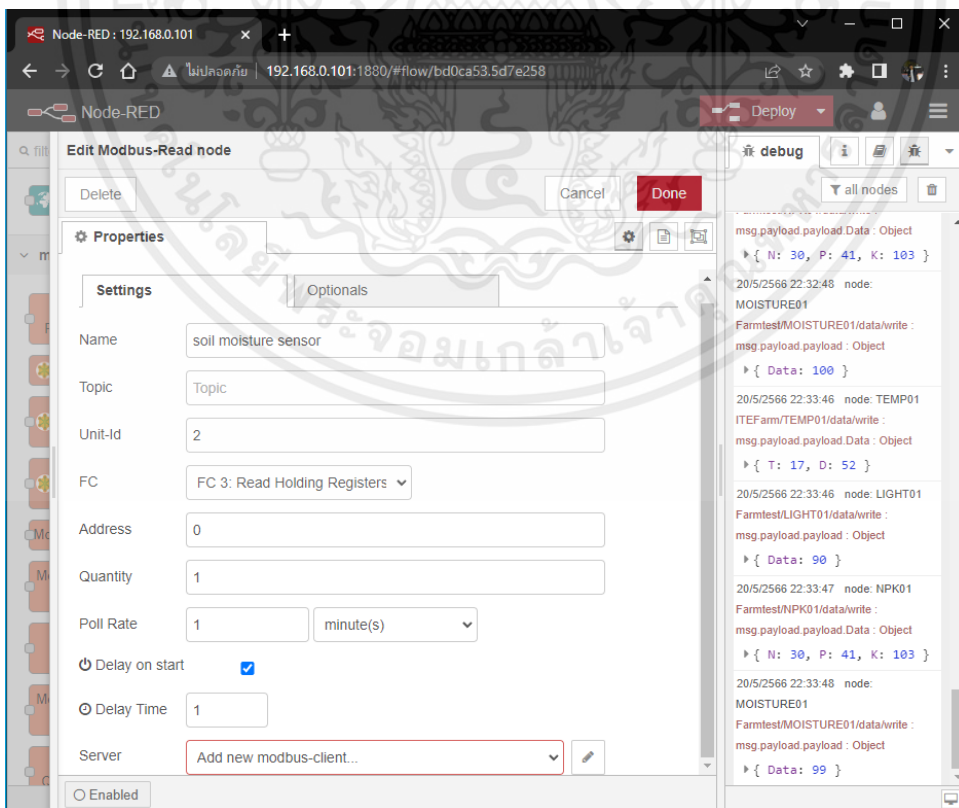 Node-RED : 192.168.0.101
ไม่ปลอดภัย 192.168.0.101:1880/#flow/bd0ca53.5d7e258
Node-RED
Deploy
Edit Modbus-Read node
Delete
Cancel
Done
Properties
Settings
Optionals
Name
soil moisture sensor
Topic
Topic
Unit-Id
2
FC
FC 3: Read Holding Registers
Address
0
Quantity
1
Poll Rate
1
minute(s)
Delay on start
Delay Time
1
Server
Add new modbus-client...
Enabled
debug
all nodes
msg.payload.payload.Data : Object
{ N: 30, P: 41, K: 103 }
20/5/2566 22:32:48 node:
MOISTURE01
Farmtest/MOISTURE01/data/write :
msg.payload.payload : Object
{ Data: 100 }
20/5/2566 22:33:46 node: TEMP01
ITEFarm/TEMP01/data/write :
msg.payload.payload.Data : Object
{ T: 17, D: 52 }
20/5/2566 22:33:46 node: LIGHT01
Farmtest/LIGHT01/data/write :
msg.payload.payload : Object
{ Data: 90 }
20/5/2566 22:33:47 node: NPK01
Farmtest/NPK01/data/write :
msg.payload.payload.Data : Object
{ N: 30, P: 41, K: 103 }
20/5/2566 22:33:48 node:
MOISTURE01
Farmtest/MOISTURE01/data/write :
msg.payload.payload : Object
{ Data: 99 }